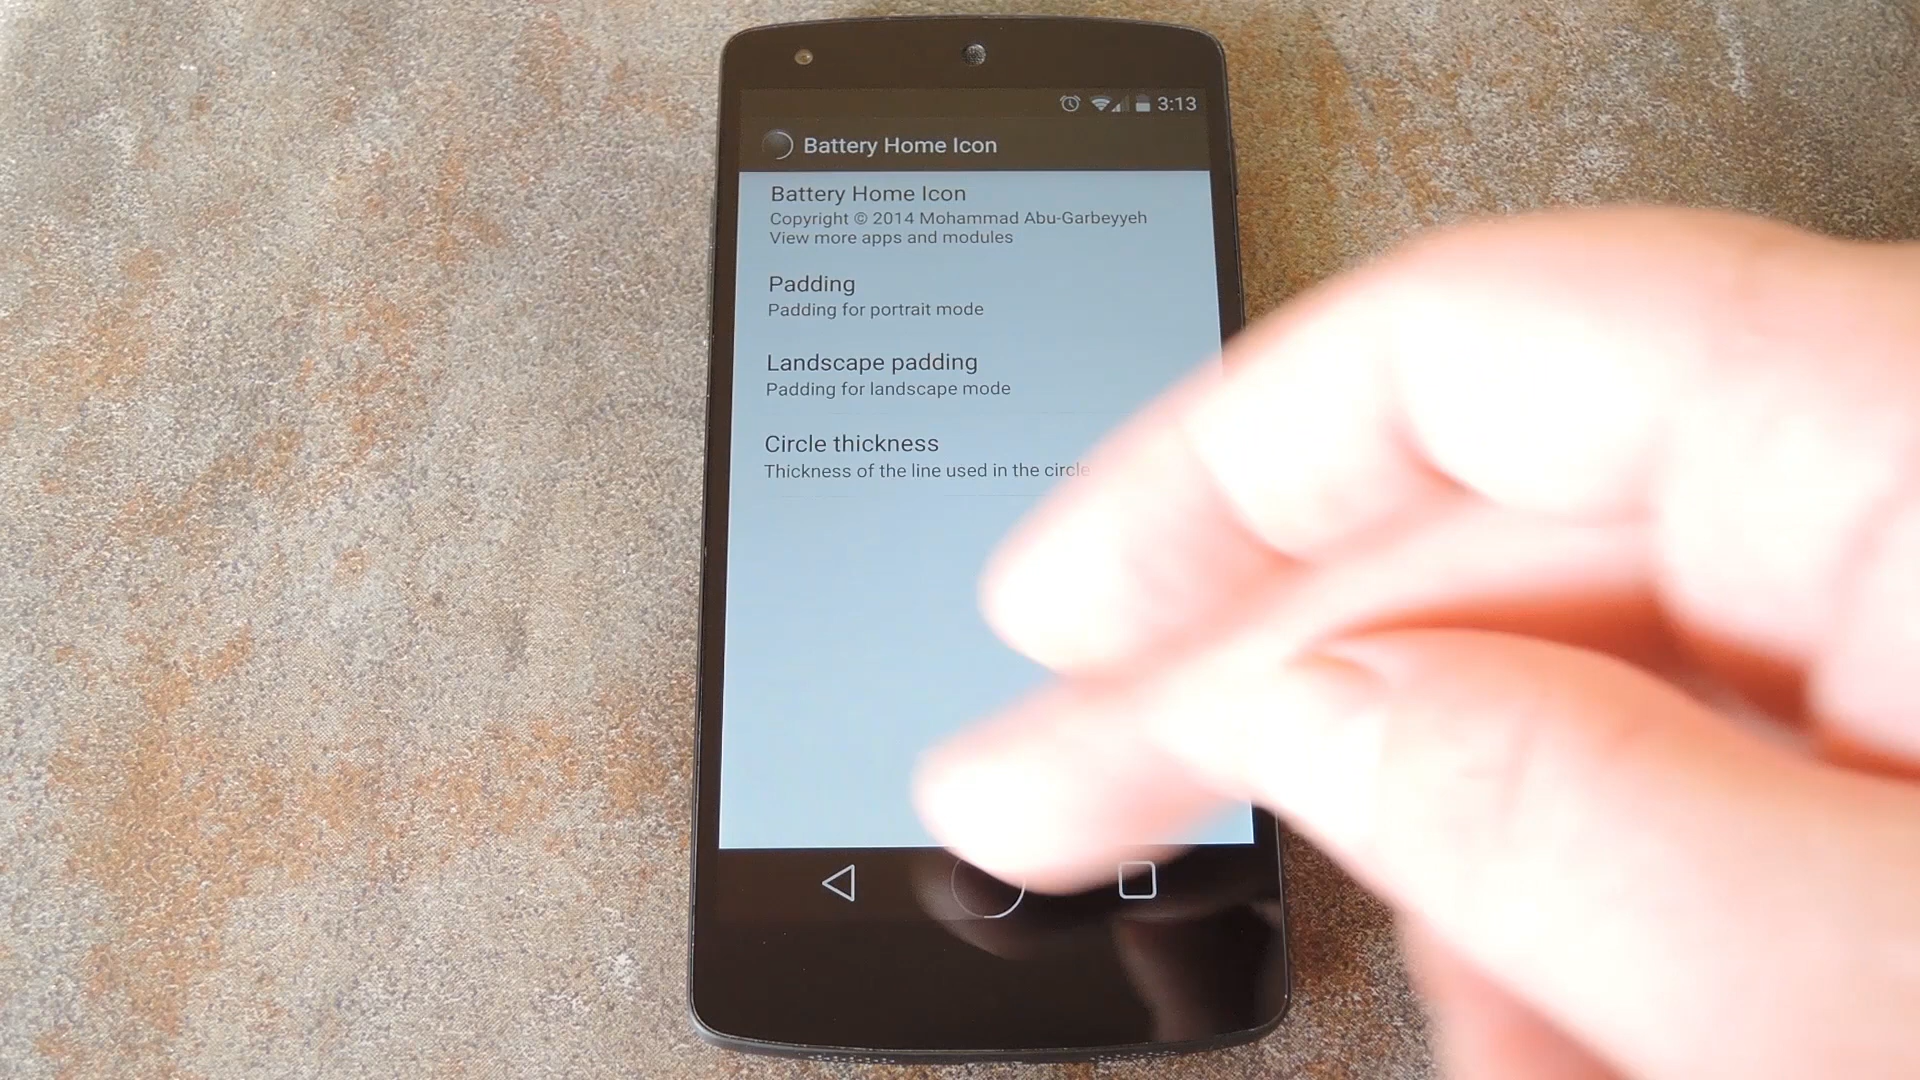 3:13
Battery Home Icon
Battery Home Icon
Copyright © 2014 Mohammad Abu-Garbeyyeh
View more apps and modules
Padding
Padding for portrait mode
Landscape padding
Padding for landscape mode
Circle thickness
Thickness of the line used in the circle